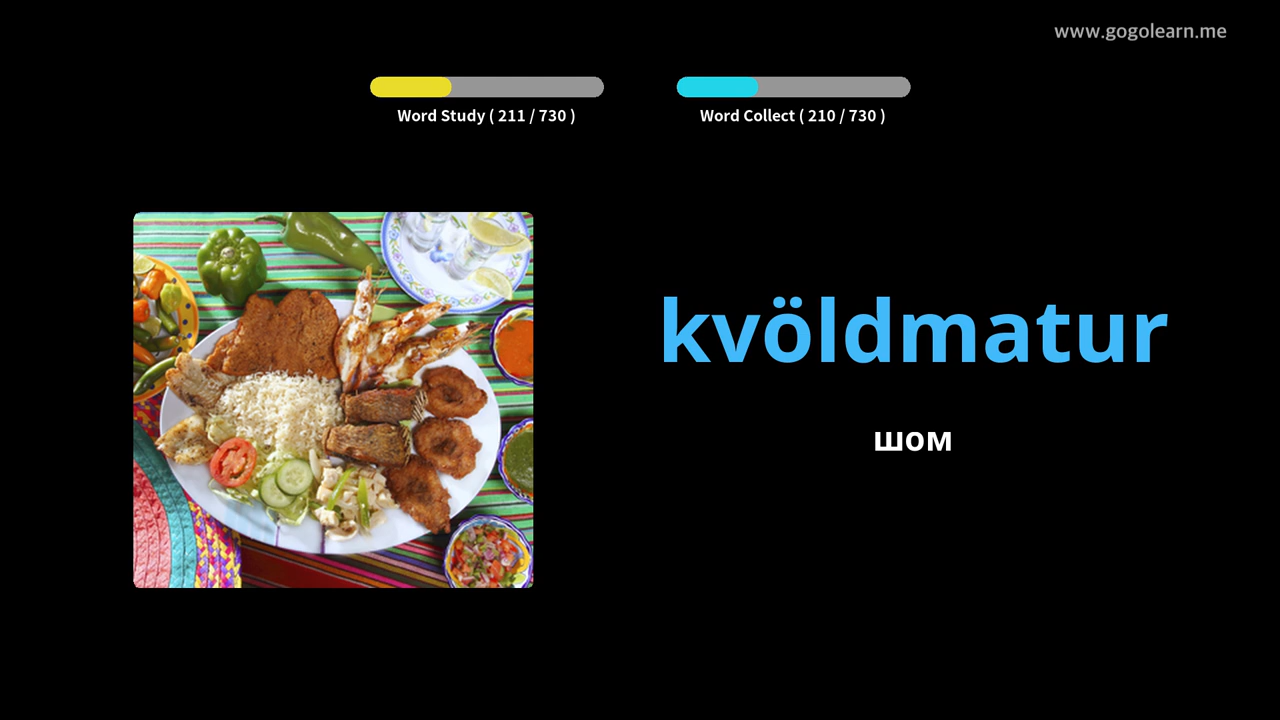 www.gogolearn.me
Word Study ( 211 / 730 )
Word Collect ( 210 / 730 )
kvöldmatur
шом